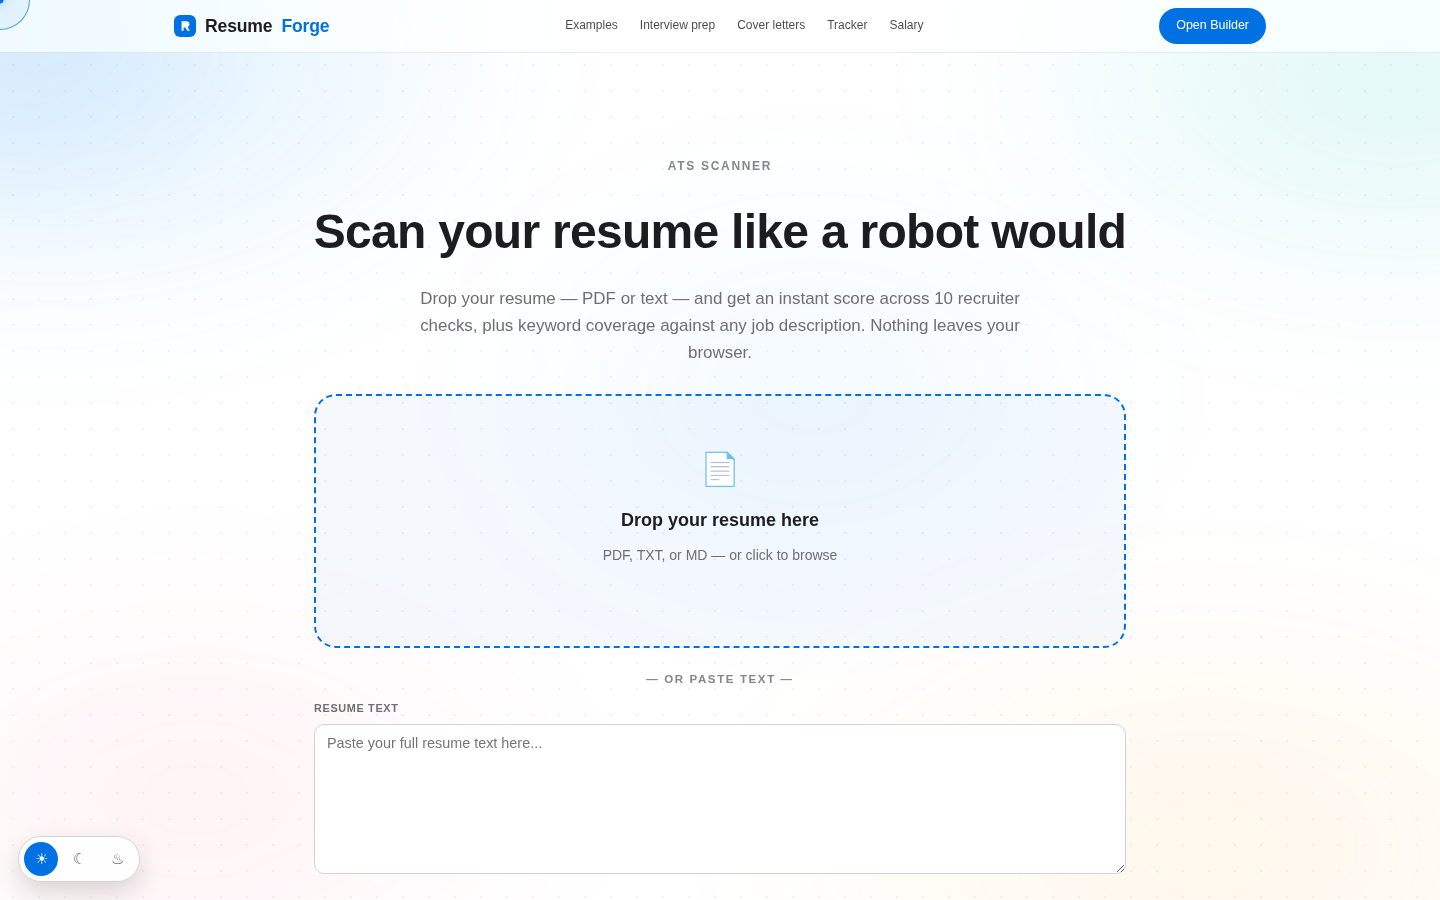 Resume Forge
Examples Interview prep Cover letters Tracker Salary
Open Builder
ATS SCANNER
Scan your resume like a robot would
Drop your resume — PDF or text — and get an instant score across 10 recruiter
checks, plus keyword coverage against any job description. Nothing leaves your
browser.
Drop your resume here
PDF, TXT, or MD — or click to browse
— OR PASTE TEXT —
RESUME TEXT
Paste your full resume text here...